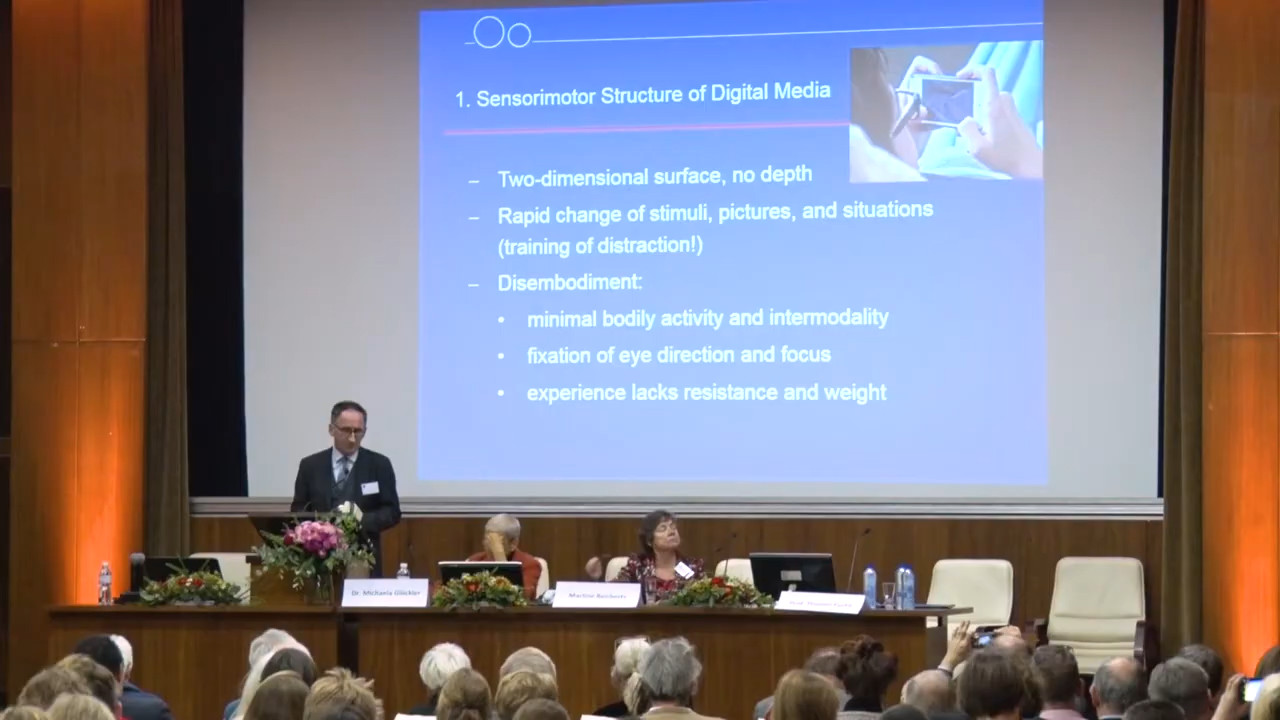 1. Sensorimotor Structure of Digital Media
– Two-dimensional surface, no depth
– Rapid change of stimuli, pictures, and situations
(training of distraction!)
– Disembodiment:
• minimal bodily activity and intermodality
• fixation of eye direction and focus
• experience lacks resistance and weight
Dr. Michaela Glöckler